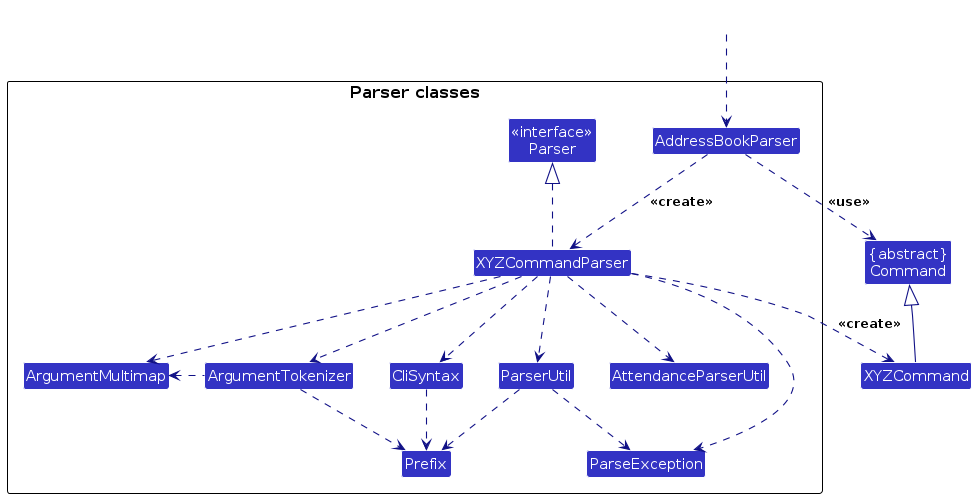 Parser classes
«interface»
Parser
AddressBookParser
«create»
«use»
{abstract}
Command
XYZCommandParser
«create»
ArgumentMultimap
ArgumentTokenizer
CliSyntax
ParserUtil
AttendanceParserUtil
XYZCommand
Prefix
ParseException